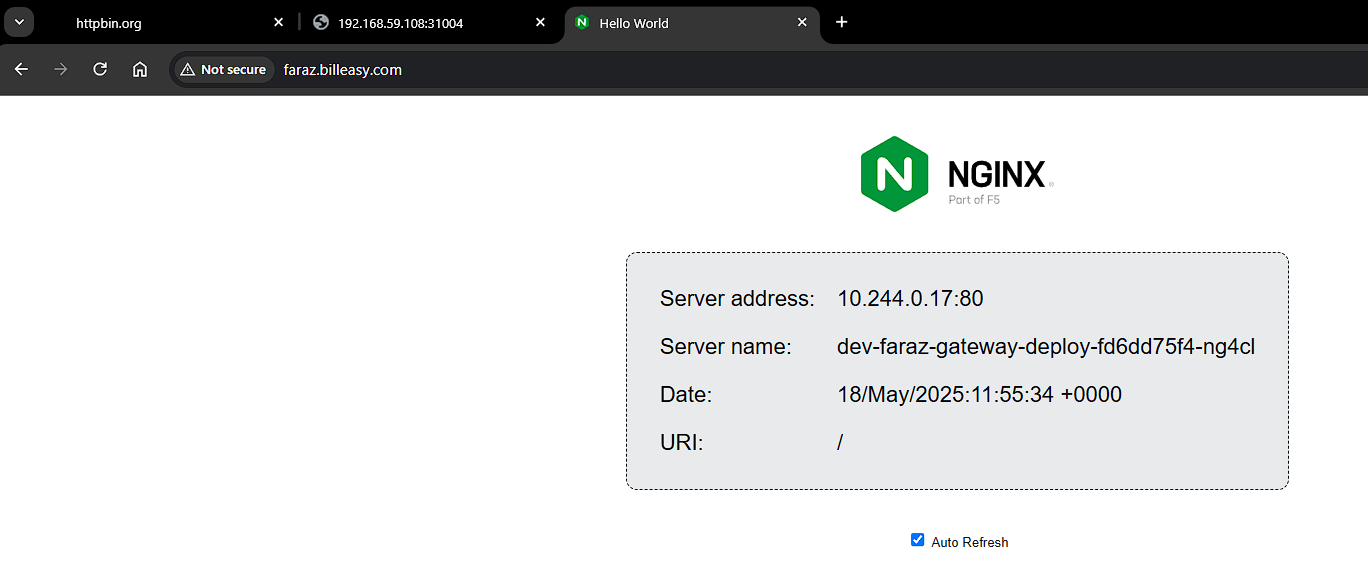 httpbin.org
192.168.59.108:31004
Hello World
Not secure
faraz.billeasy.com
N
NGINX®
Part of F5
Server address: 10.244.0.17:80
Server name: dev-faraz-gateway-deploy-fd6dd75f4-ng4cl
Date: 18/May/2025:11:55:34 +0000
URI: /
Auto Refresh